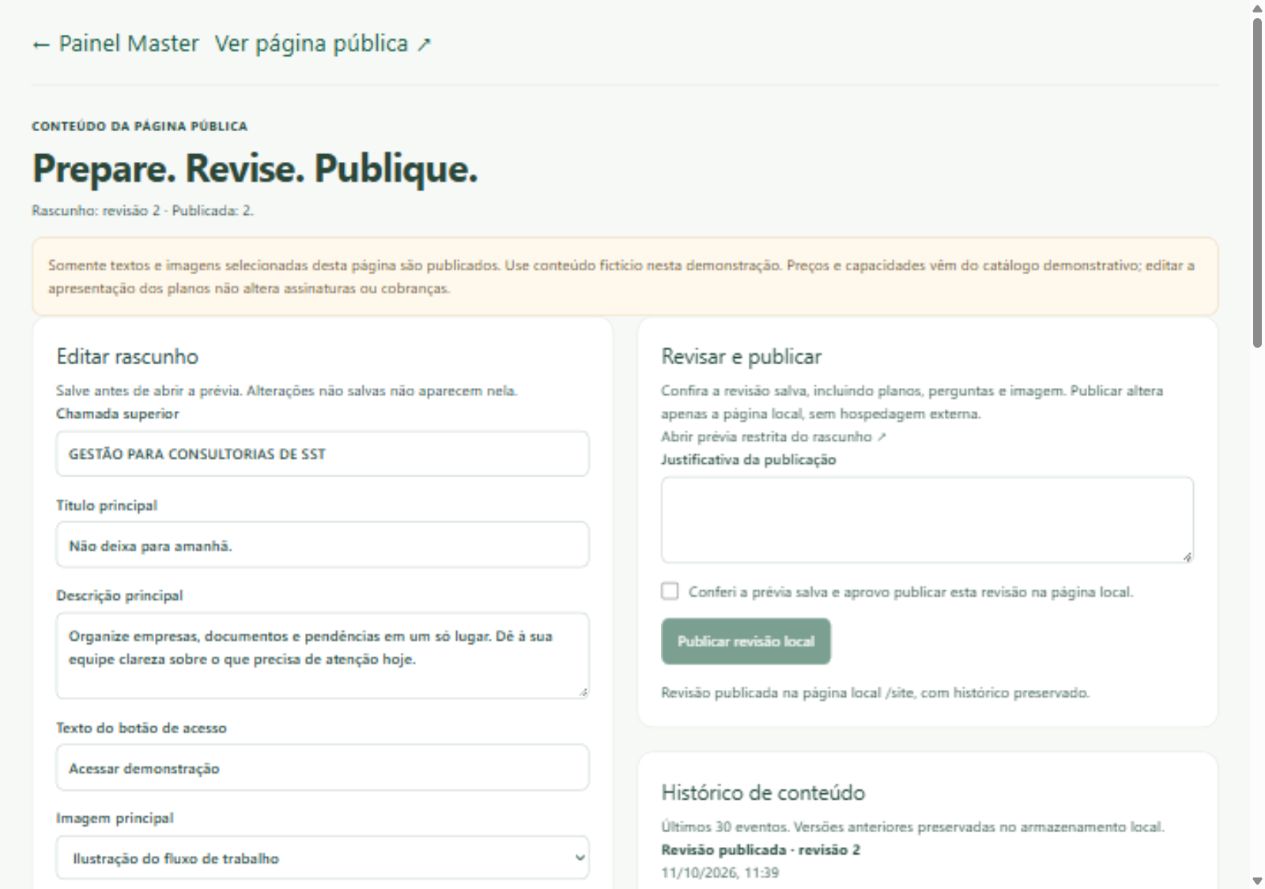 ← Painel Master Ver página pública ↗
CONTEÚDO DA PÁGINA PÚBLICA
Prepare. Revise. Publique.
Rascunho: revisão 2 · Publicada: 2.
Somente textos e imagens selecionadas desta página são publicados. Use conteúdo fictício nesta demonstração. Preços e capacidades vêm do catálogo demonstrativo; editar a
apresentação dos planos não altera assinaturas ou cobranças.
Editar rascunho
Salve antes de abrir a prévia. Alterações não salvas não aparecem nela.
Chamada superior
GESTÃO PARA CONSULTORIAS DE SST
Título principal
Não deixa para amanhã.
Descrição principal
Organize empresas, documentos e pendências em um só lugar. Dê à sua
equipe clareza sobre o que precisa de atenção hoje.
Texto do botão de acesso
Acessar demonstração
Imagem principal
Ilustração do fluxo de trabalho
Revisar e publicar
Confira a revisão salva, incluindo planos, perguntas e imagem. Publicar altera
apenas a página local, sem hospedagem externa.
Abrir prévia restrita do rascunho ↗
Justificativa da publicação
Conferi a prévia salva e aprovo publicar esta revisão na página local.
Publicar revisão local
Revisão publicada na página local /site, com histórico preservado.
Histórico de conteúdo
Últimos 30 eventos. Versões anteriores preservadas no armazenamento local.
Revisão publicada · revisão 2
11/10/2026, 11:39